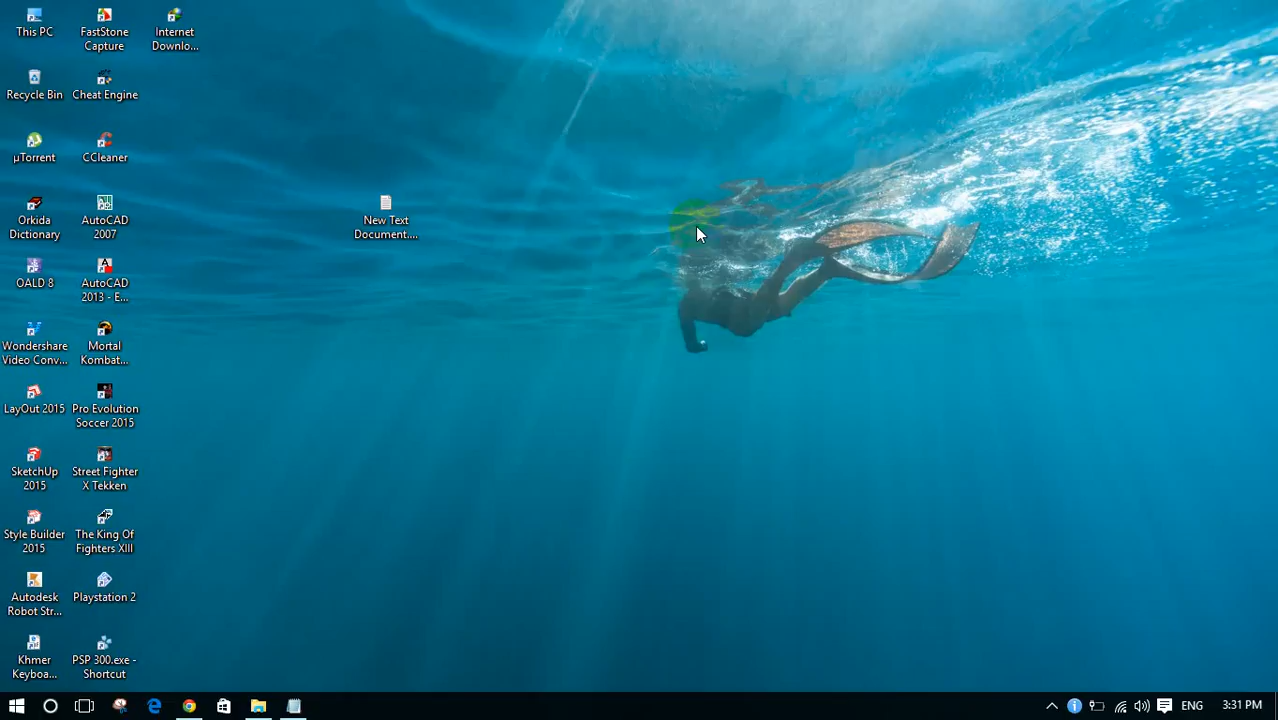 This PC
FastStone
Capture
Internet
Downlo...
Recycle Bin
Cheat Engine
µTorrent
CCleaner
Orkida
Dictionary
AutoCAD
2007
New Text
Document....
OALD 8
AutoCAD
2013 - E...
Wondershare
Video Conv...
Mortal
Kombat...
LayOut 2015
Pro Evolution
Soccer 2015
SketchUp
2015
Street Fighter
X Tekken
Style Builder
2015
The King Of
Fighters XIII
Autodesk
Robot Str...
Playstation 2
Khmer
Keyboa...
PSP 300.exe -
Shortcut
ENG
3:31 PM